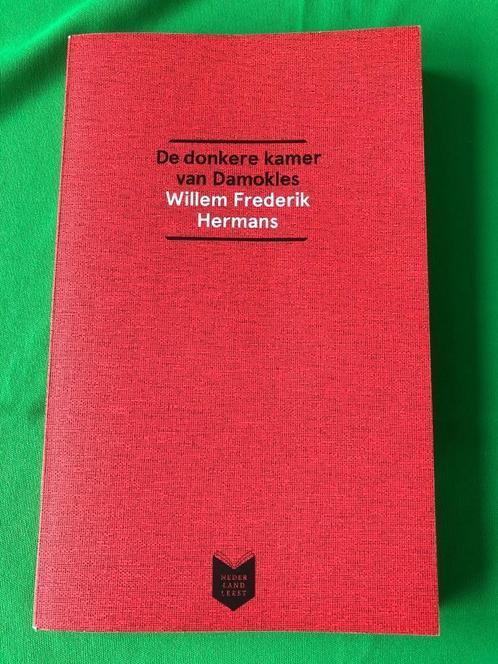 De donkere kamer
van Damokles
Willem Frederik
Hermans
NEDER
LAND
LEEST